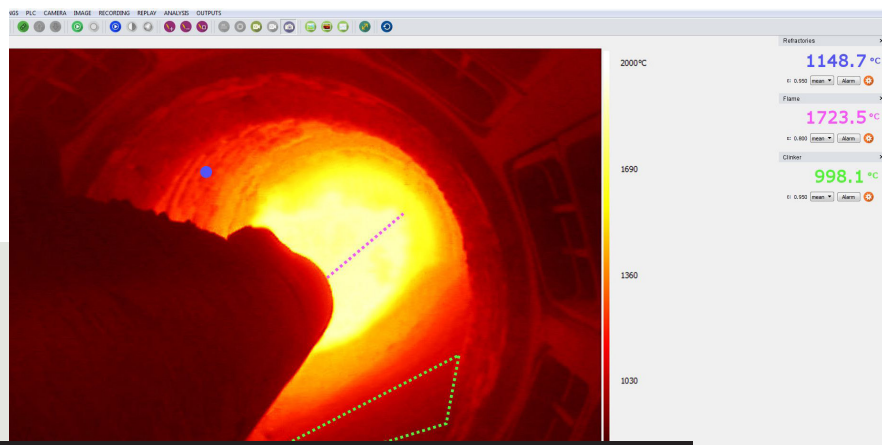 NGS PLC CAMERA IMAGE RECORDING REPLAY ANALYSIS OUTPUTS
Refractories x
1148.7 °C
ε: 0.950 mean Alarm
Flame x
1723.5 °C
ε: 0.800 mean Alarm
Clinker x
998.1 °C
ε: 0.950 mean Alarm
2000°C
1690
1360
1030